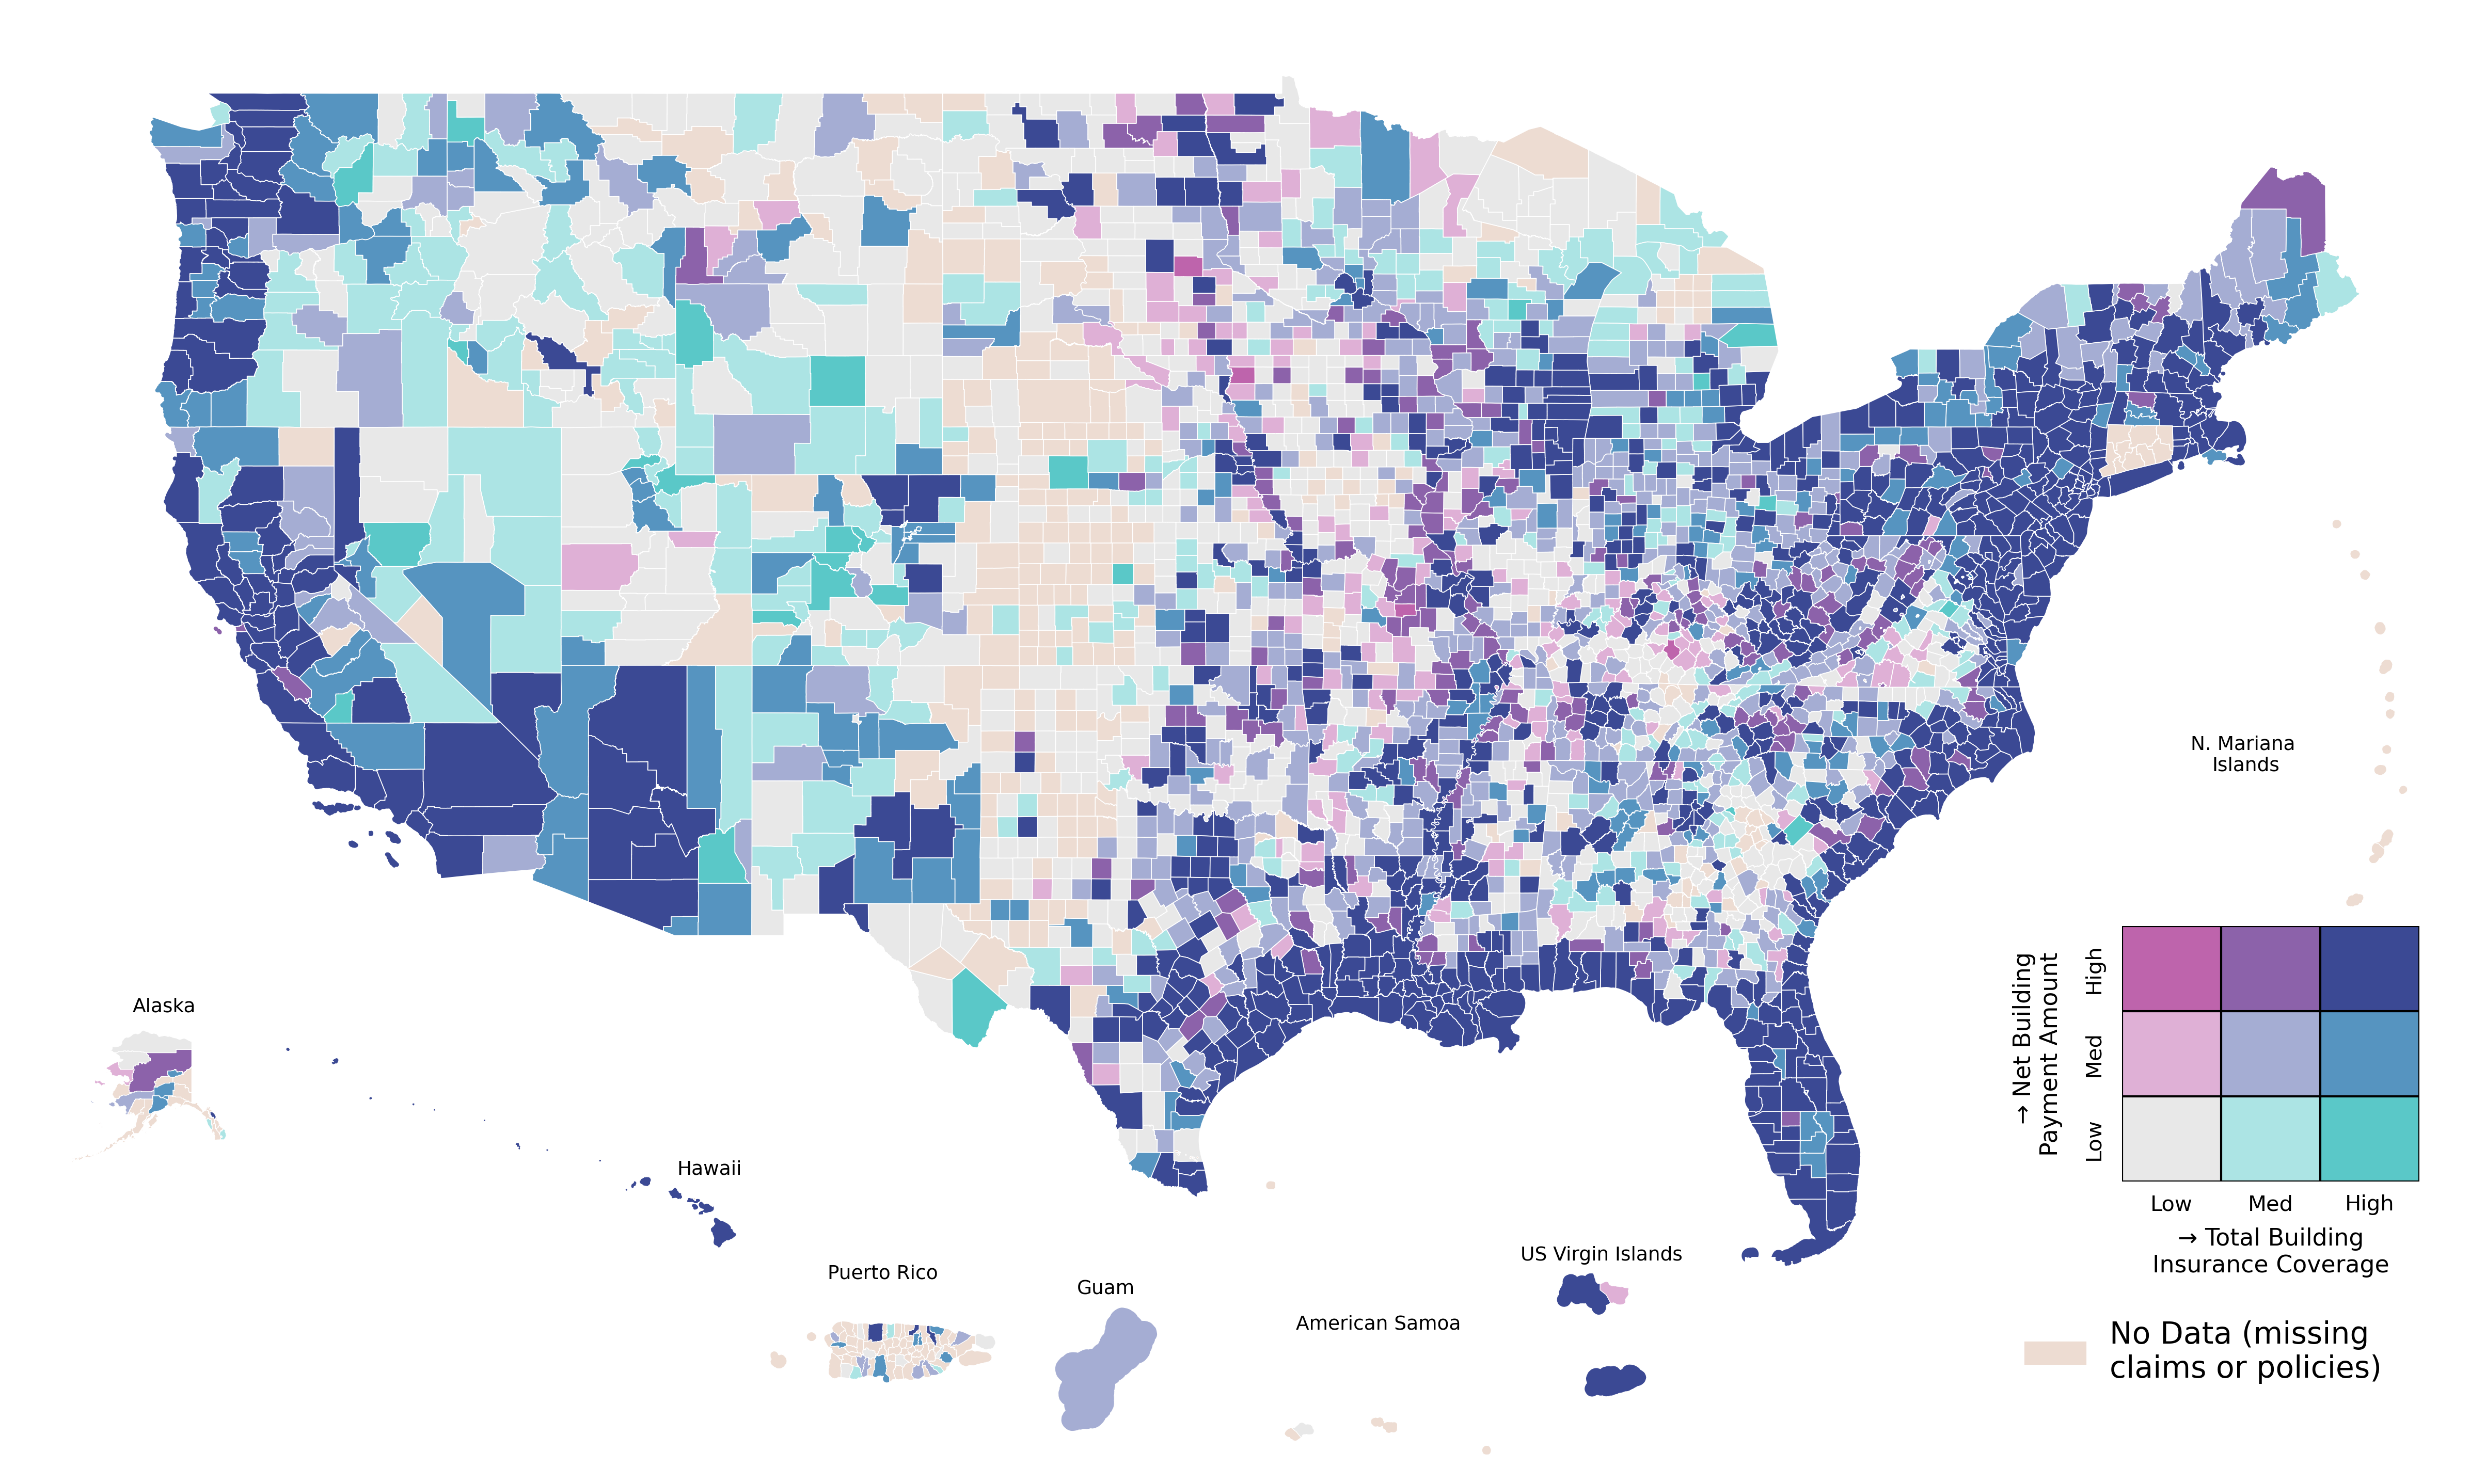 N. Mariana
Islands
Alaska
Hawaii
Puerto Rico
Guam
American Samoa
US Virgin Islands
→ Net Building
Payment Amount
High
Med
Low
Low
Med
High
→ Total Building
Insurance Coverage
No Data (missing
claims or policies)